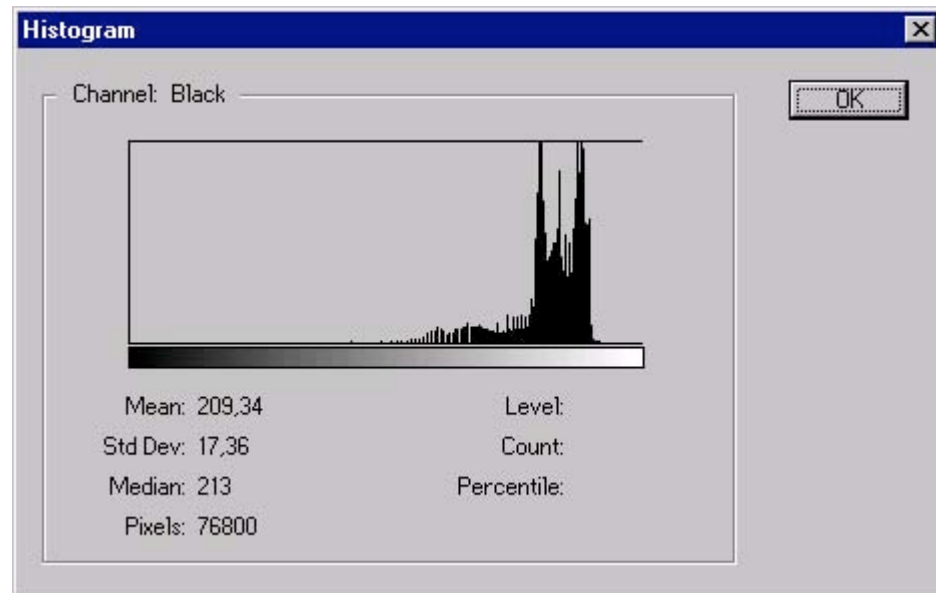 Histogram
Channel: Black
OK
Mean: 209,34
Level:
Std Dev: 17,36
Count:
Median: 213
Percentile:
Pixels: 76800